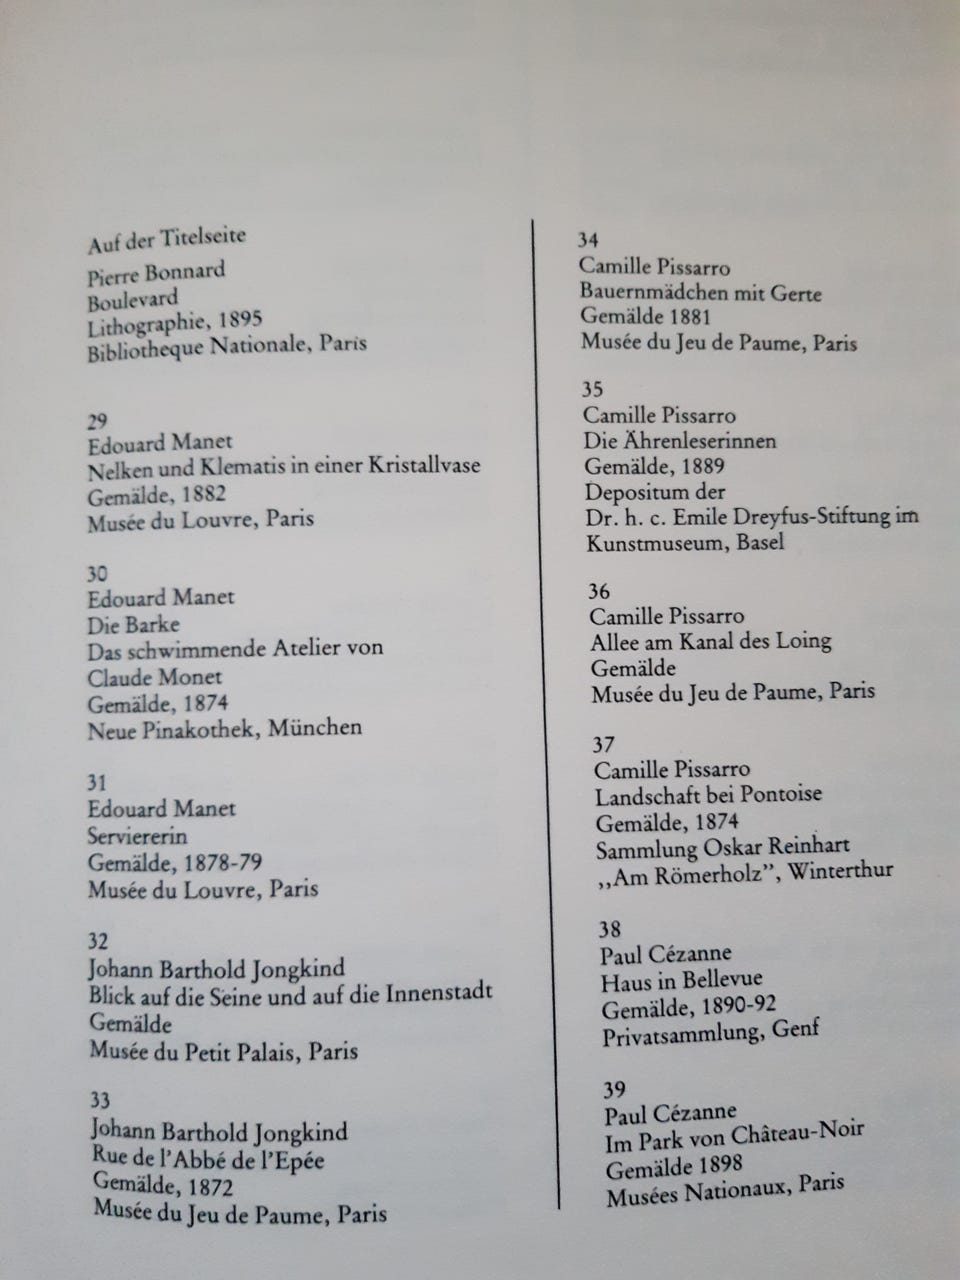 Auf der Titelseite
Pierre Bonnard
Boulevard
Lithographie, 1895
Bibliotheque Nationale, Paris
29
Edouard Manet
Nelken und Klematis in einer Kristallvase
Gemälde, 1882
Musée du Louvre, Paris
30
Edouard Manet
Die Barke
Das schwimmende Atelier von
Claude Monet
Gemälde, 1874
Neue Pinakothek, München
31
Edouard Manet
Serviererin
Gemälde, 1878-79
Musée du Louvre, Paris
32
Johann Barthold Jongkind
Blick auf die Seine und auf die Innenstadt
Gemälde
Musée du Petit Palais, Paris
33
Johann Barthold Jongkind
Rue de l'Abbé de l'Epée
Gemälde, 1872
Musée du Jeu de Paume, Paris
34
Camille Pissarro
Bauernmädchen mit Gerte
Gemälde 1881
Musée du Jeu de Paume, Paris
35
Camille Pissarro
Die Ährenleserinnen
Gemälde, 1889
Depositum der
Dr. h. c. Emile Dreyfus-Stiftung im
Kunstmuseum, Basel
36
Camille Pissarro
Allee am Kanal des Loing
Gemälde
Musée du Jeu de Paume, Paris
37
Camille Pissarro
Landschaft bei Pontoise
Gemälde, 1874
Sammlung Oskar Reinhart
,,Am Römerholz", Winterthur
38
Paul Cézanne
Haus in Bellevue
Gemälde, 1890-92
Privatsammlung, Genf
39
Paul Cézanne
Im Park von Château-Noir
Gemälde 1898
Musées Nationaux, Paris